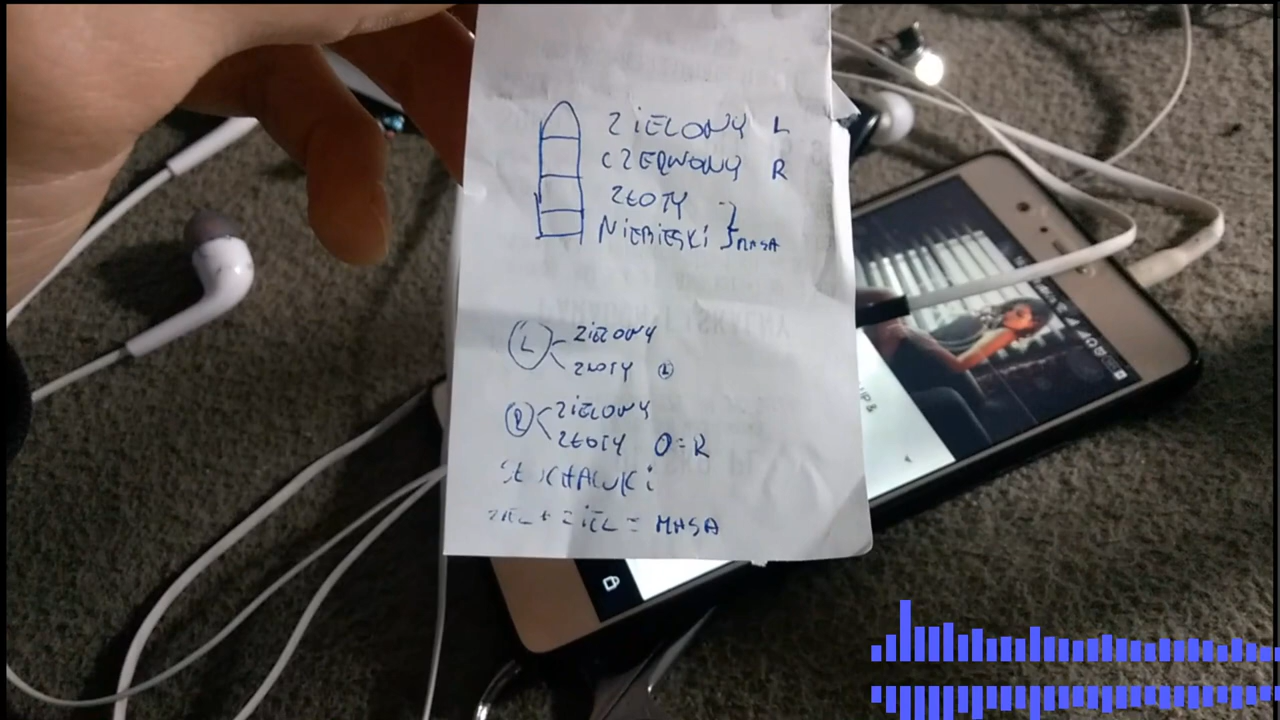 ZIELONY L
CZERWONY R
ZŁOTY
NIEBIESKI } MASA
L ZIELONY
ZŁOTY L
R ZIELONY
ZŁOTY O=R
SŁUCHAWKI
ZIEL + ZIEL = MASA